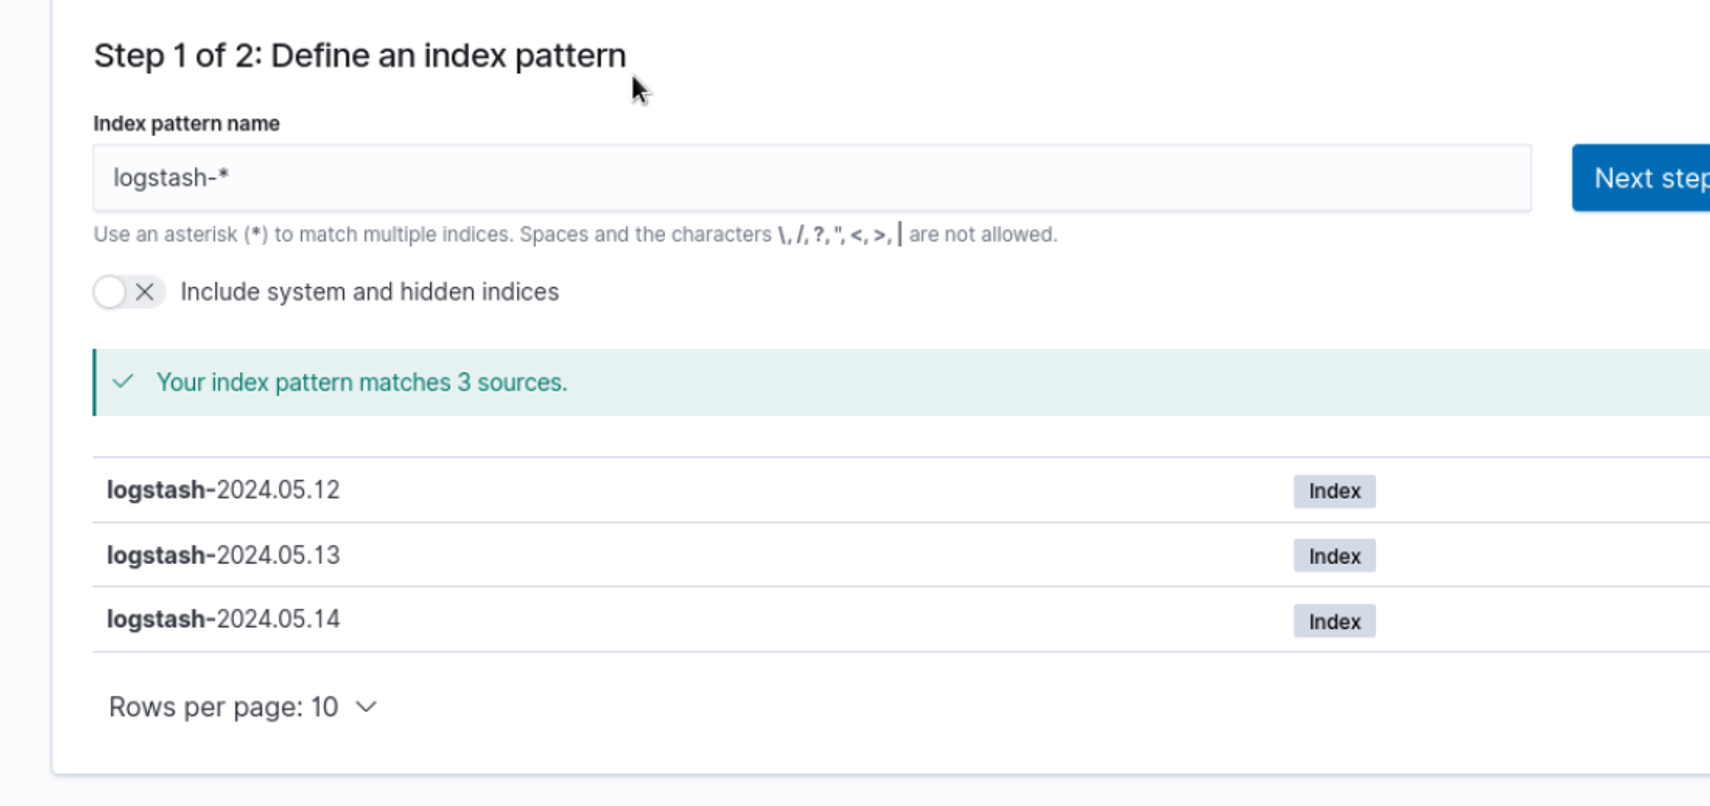 Step 1 of 2: Define an index pattern
Index pattern name
logstash-*
Next step
Use an asterisk (*) to match multiple indices. Spaces and the characters \, /, ?, ", <, >, | are not allowed.
Include system and hidden indices
Your index pattern matches 3 sources.
logstash-2024.05.12 Index
logstash-2024.05.13 Index
logstash-2024.05.14 Index
Rows per page: 10